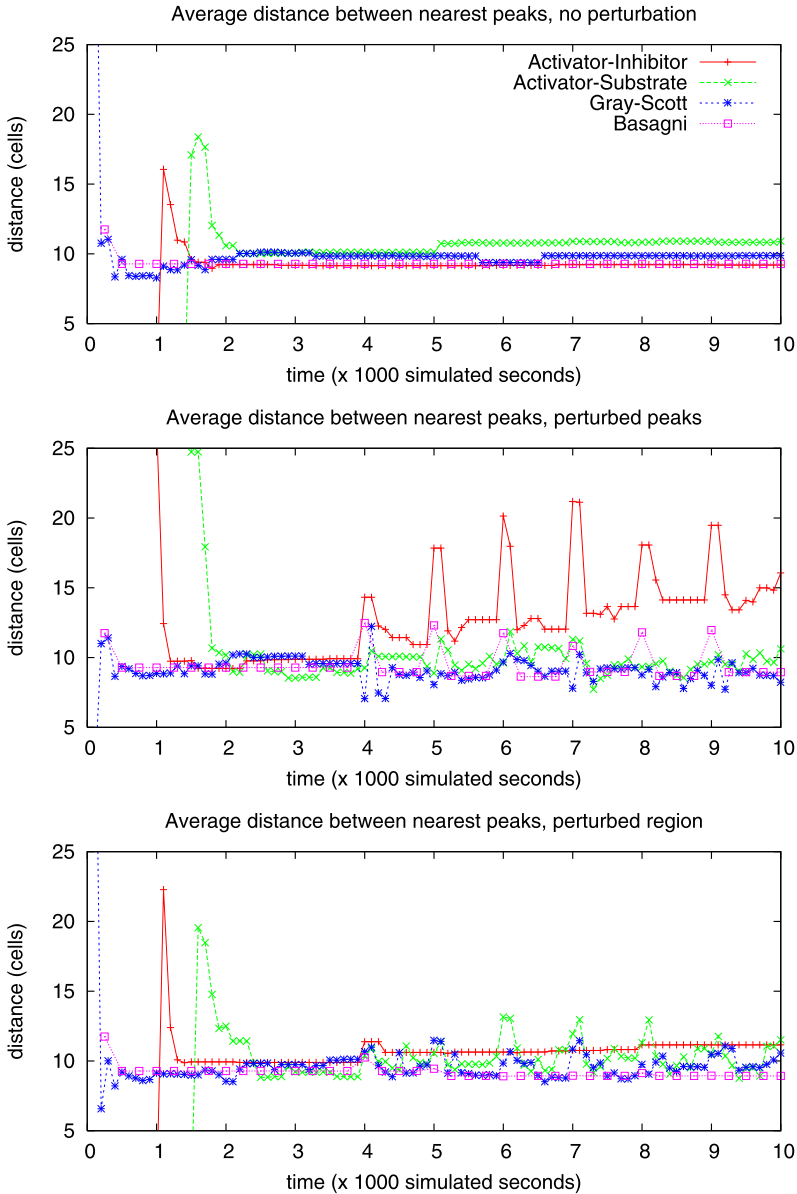 Average distance between nearest peaks, no perturbation
25
20
15
10
5
distance (cells)
Activator-Inhibitor
Activator-Substrate
Gray-Scott
Basagni
0 1 2 3 4 5 6 7 8 9 10
time (x 1000 simulated seconds)
Average distance between nearest peaks, perturbed peaks
25
20
15
10
5
distance (cells)
0 1 2 3 4 5 6 7 8 9 10
time (x 1000 simulated seconds)
Average distance between nearest peaks, perturbed region
25
20
15
10
5
distance (cells)
0 1 2 3 4 5 6 7 8 9 10
time (x 1000 simulated seconds)